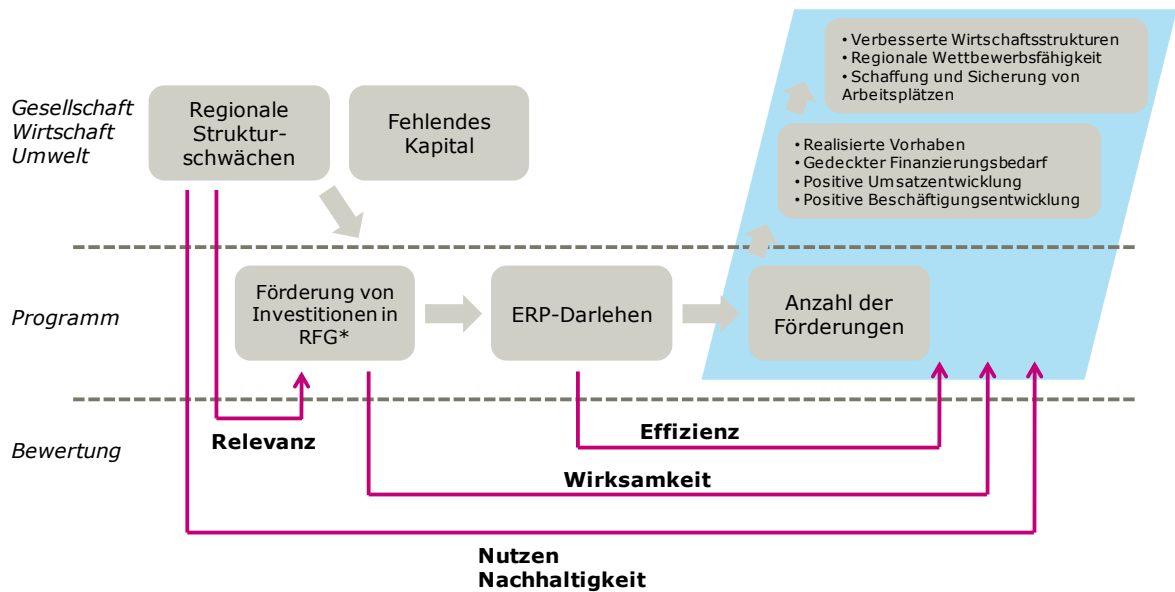 Gesellschaft
Wirtschaft
Umwelt
Regionale
Struktur-
schwächen
Fehlendes
Kapital
• Verbesserte Wirtschaftsstrukturen
• Regionale Wettbewerbsfähigkeit
• Schaffung und Sicherung von
Arbeitsplätzen
• Realisierte Vorhaben
• Gedeckter Finanzierungsbedarf
• Positive Umsatzentwicklung
• Positive Beschäftigungsentwicklung
Programm
Förderung von
Investitionen in
RFG*
ERP-Darlehen
Anzahl der
Förderungen
Bewertung
Relevanz
Effizienz
Wirksamkeit
Nutzen
Nachhaltigkeit